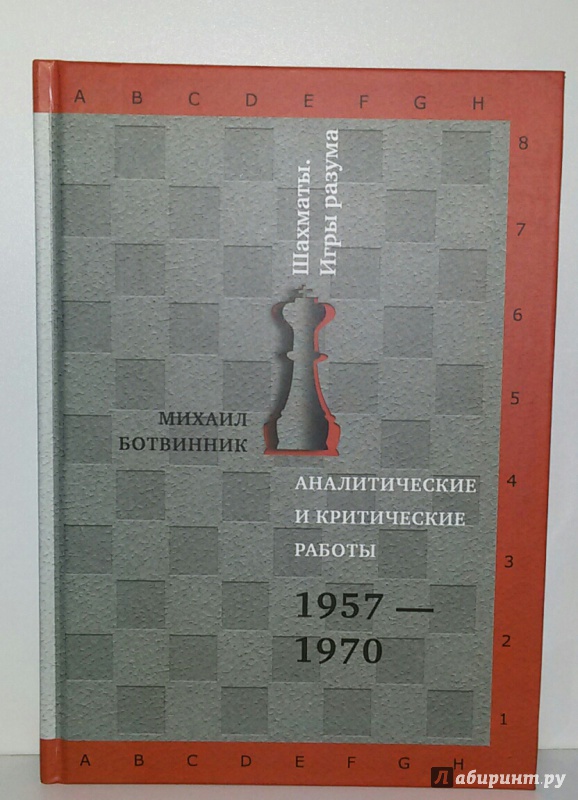 A B C D E F G H
8
7
6
5
4
3
2
1
Шахматы.
Игры разума
МИХАИЛ
БОТВИННИК
АНАЛИТИЧЕСКИЕ
И КРИТИЧЕСКИЕ
РАБОТЫ
1957 —
1970
A B C D E F G H
Лабиринт.ру